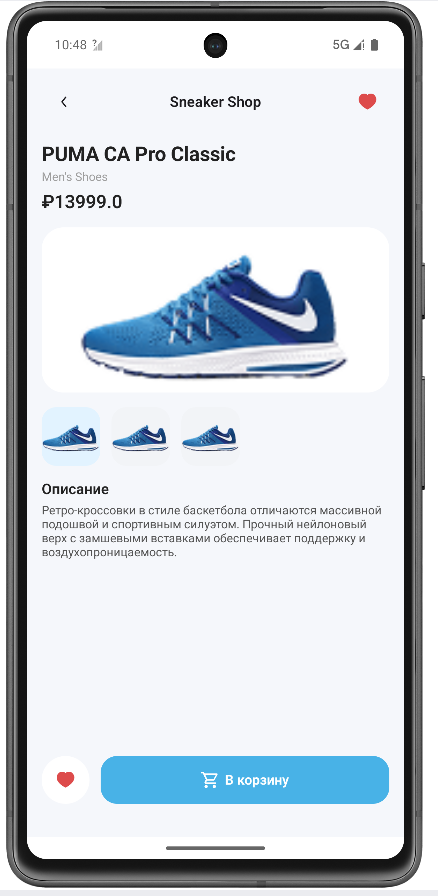 10:48
5G
Sneaker Shop
PUMA CA Pro Classic
Men's Shoes
₽13999.0
Описание
Ретро-кроссовки в стиле баскетбола отличаются массивной
подошвой и спортивным силуэтом. Прочный нейлоновый
верх с замшевыми вставками обеспечивает поддержку и
воздухопроницаемость.
В корзину